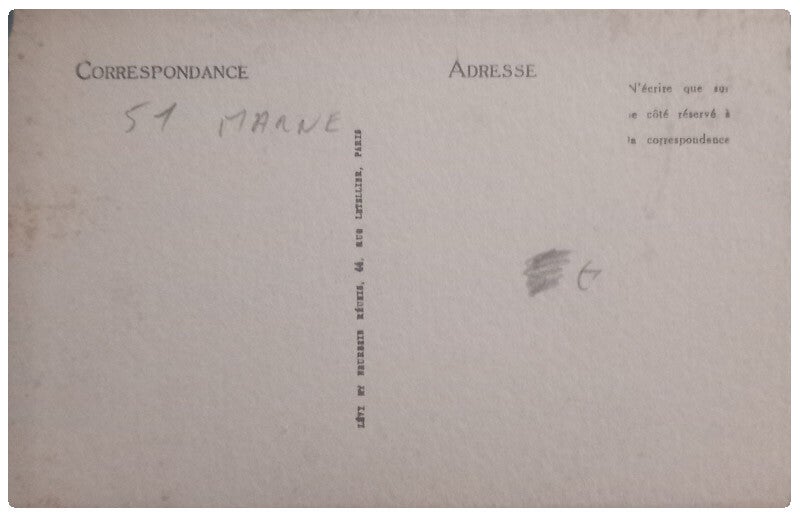 CORRESPONDANCE
51 MARNE
LÉVY ET NEURDEIN RÉUNIS, 44, RUE LETELLIER, PARIS
ADRESSE
N'écrire que sur
le côté réservé à
la correspondance